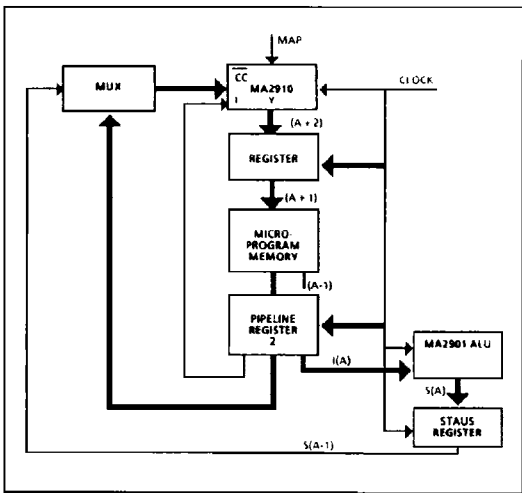 MAP
CC
MUX
MA2910
CLOCK
I Y
(A + 2)
REGISTER
(A + 1)
MICRO-
PROGRAM
MEMORY
(A-1)
PIPELINE
REGISTER
2
MA2901 ALU
I(A)
S(A)
STAUS
REGISTER
S(A-1)